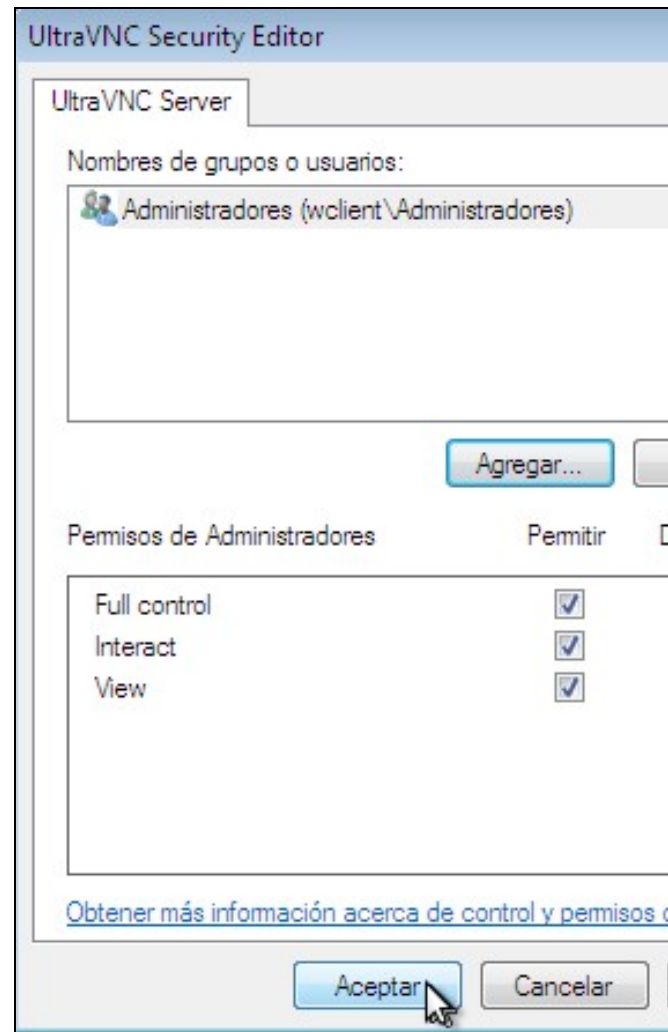 UltraVNC Security Editor
UltraVNC Server
Nombres de grupos o usuarios:
Administradores (wclient\Administradores)
Agregar...
Permisos de Administradores Permitir
Full control
Interact
View
Obtener más información acerca de control y permisos
Aceptar Cancelar